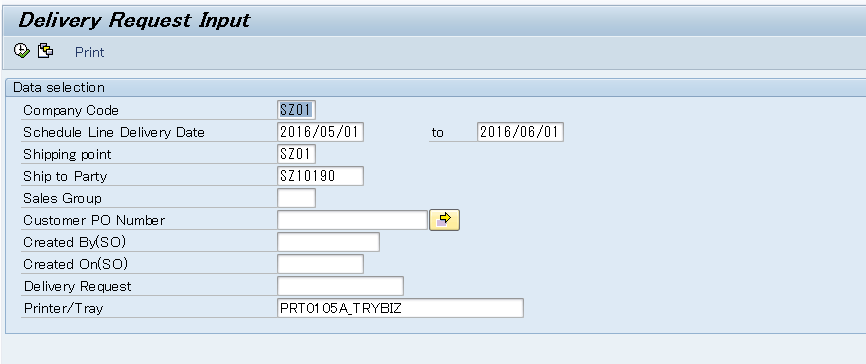 Delivery Request Input
Print
Data selection
Company Code SZ01
Schedule Line Delivery Date 2016/05/01 to 2016/06/01
Shipping point SZ01
Ship to Party SZ10190
Sales Group
Customer PO Number
Created By(SO)
Created On(SO)
Delivery Request
Printer/Tray PRT0105A_TRYBIZ